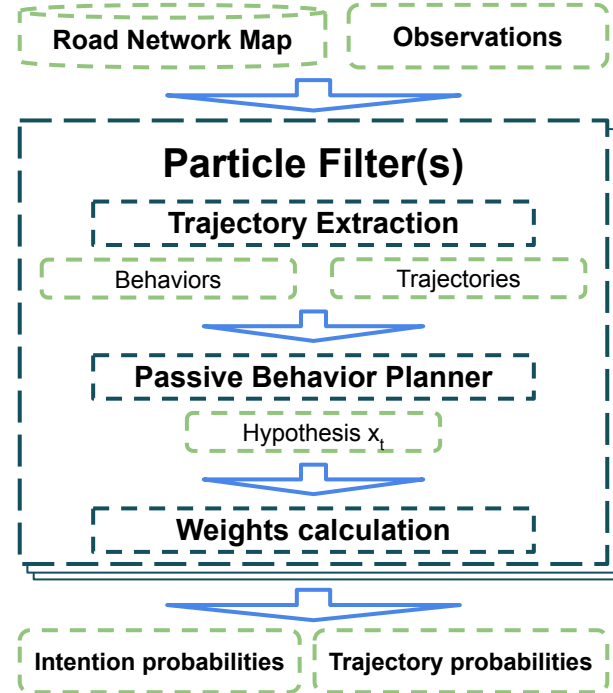 Road Network Map
Observations
Particle Filter(s)
Trajectory Extraction
Behaviors
Trajectories
Passive Behavior Planner
Hypothesis x_t
Weights calculation
Intention probabilities
Trajectory probabilities